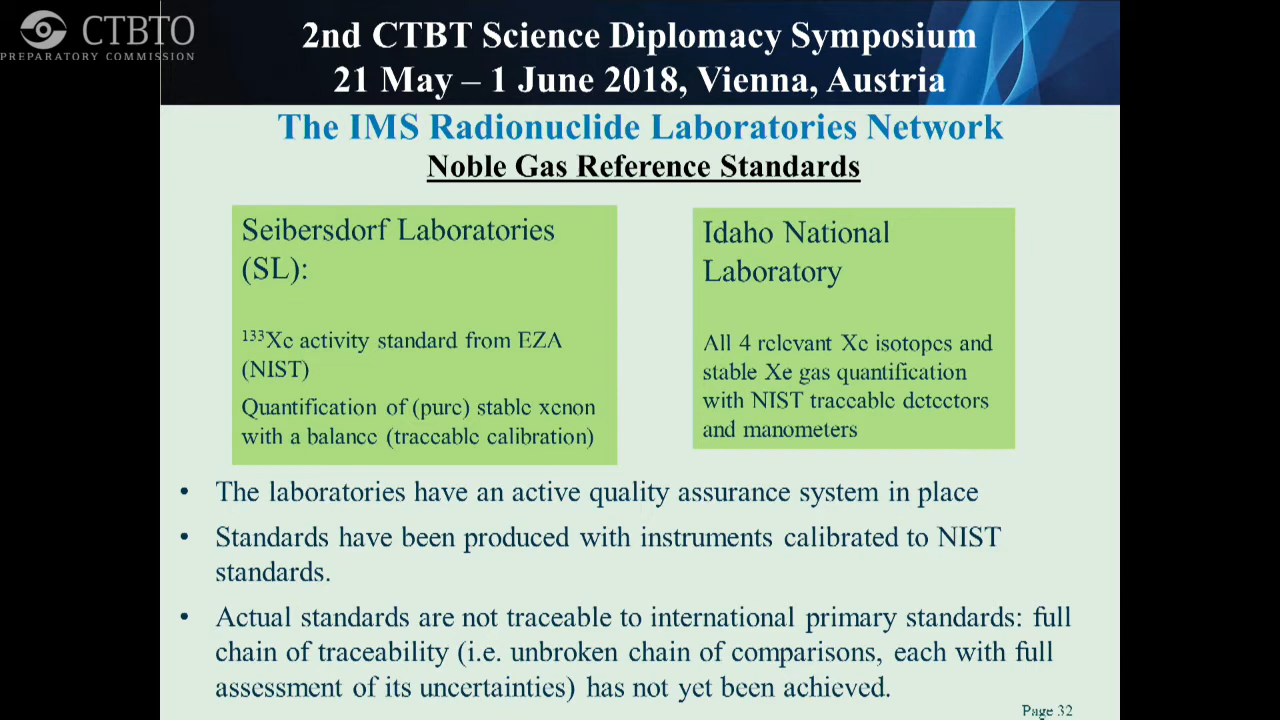 CTBTO
PREPARATORY COMMISSION
2nd CTBT Science Diplomacy Symposium
21 May – 1 June 2018, Vienna, Austria
The IMS Radionuclide Laboratories Network
Noble Gas Reference Standards
Seibersdorf Laboratories
(SL):
¹³³Xe activity standard from EZA
(NIST)
Quantification of (pure) stable xenon
with a balance (traceable calibration)
Idaho National
Laboratory
All 4 relevant Xe isotopes and
stable Xe gas quantification
with NIST traceable detectors
and manometers
• The laboratories have an active quality assurance system in place
• Standards have been produced with instruments calibrated to NIST
standards.
• Actual standards are not traceable to international primary standards: full
chain of traceability (i.e. unbroken chain of comparisons, each with full
assessment of its uncertainties) has not yet been achieved.
Page 32